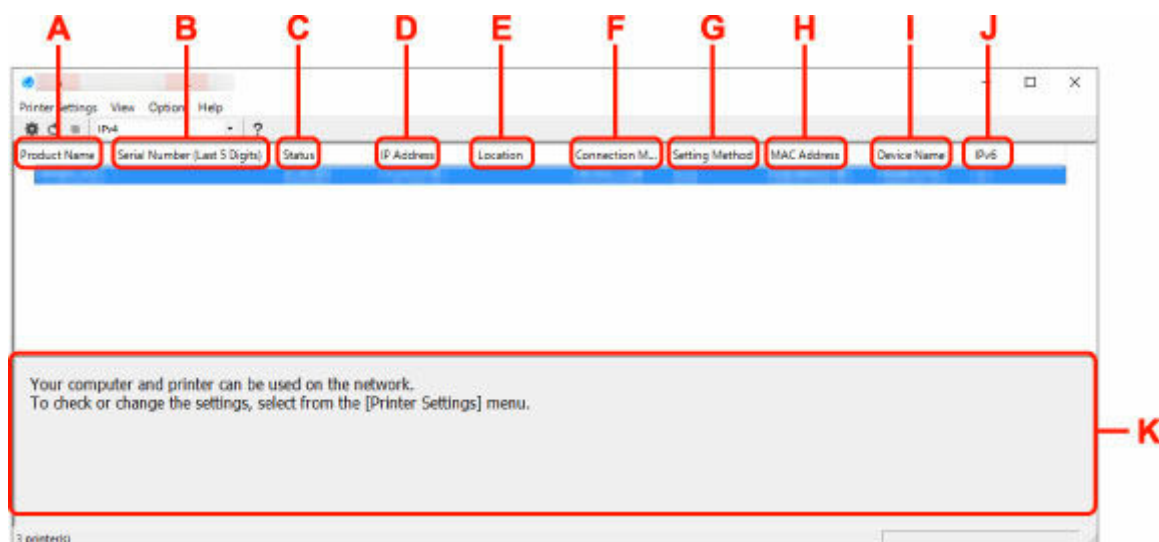 A B C D E F G H I J
Printer Settings View Option Help
IPv4 ?
Product Name Serial Number (Last 5 Digits) Status IP Address Location Connection M... Setting Method MAC Address Device Name IPv6
Your computer and printer can be used on the network.
To check or change the settings, select from the [Printer Settings] menu.
K
3 printer(s)